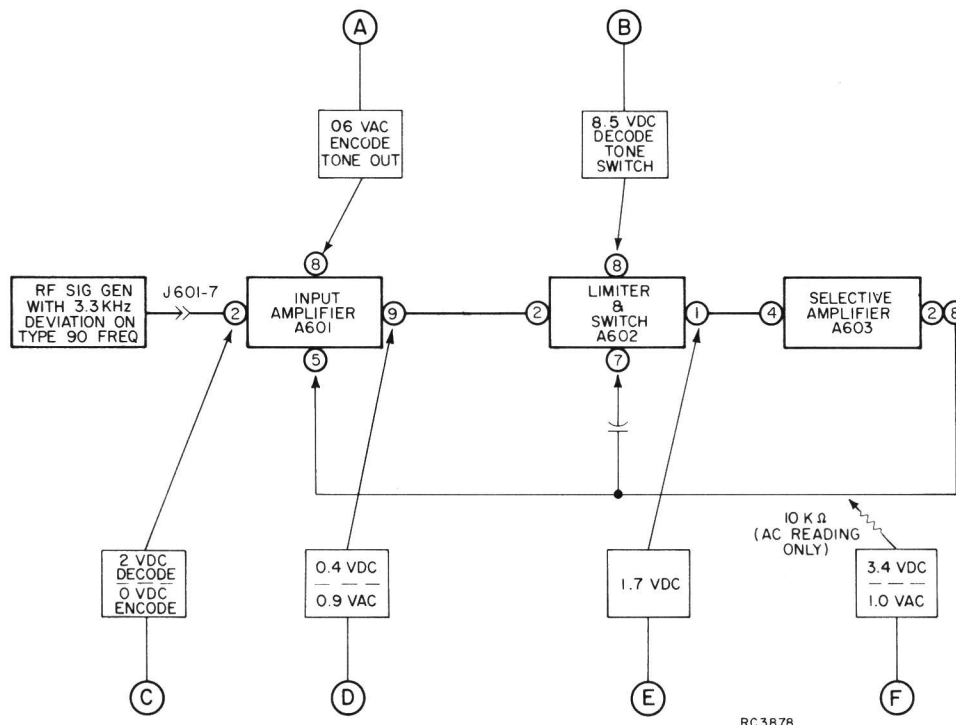 A
B
06 VAC
ENCODE
TONE OUT
8.5 VDC
DECODE
TONE
SWITCH
8
8
RF SIG GEN
WITH 3.3KHz
DEVIATION ON
TYPE 90 FREQ
J601-7
2
INPUT
AMPLIFIER
A601
9
5
2
LIMITER
&
SWITCH
A602
1
7
4
SELECTIVE
AMPLIFIER
A603
2
8
10 KΩ
(AC READING
ONLY)
2 VDC
DECODE
0 VDC
ENCODE
0.4 VDC
0.9 VAC
1.7 VDC
3.4 VDC
1.0 VAC
C
D
E
F
RC3878